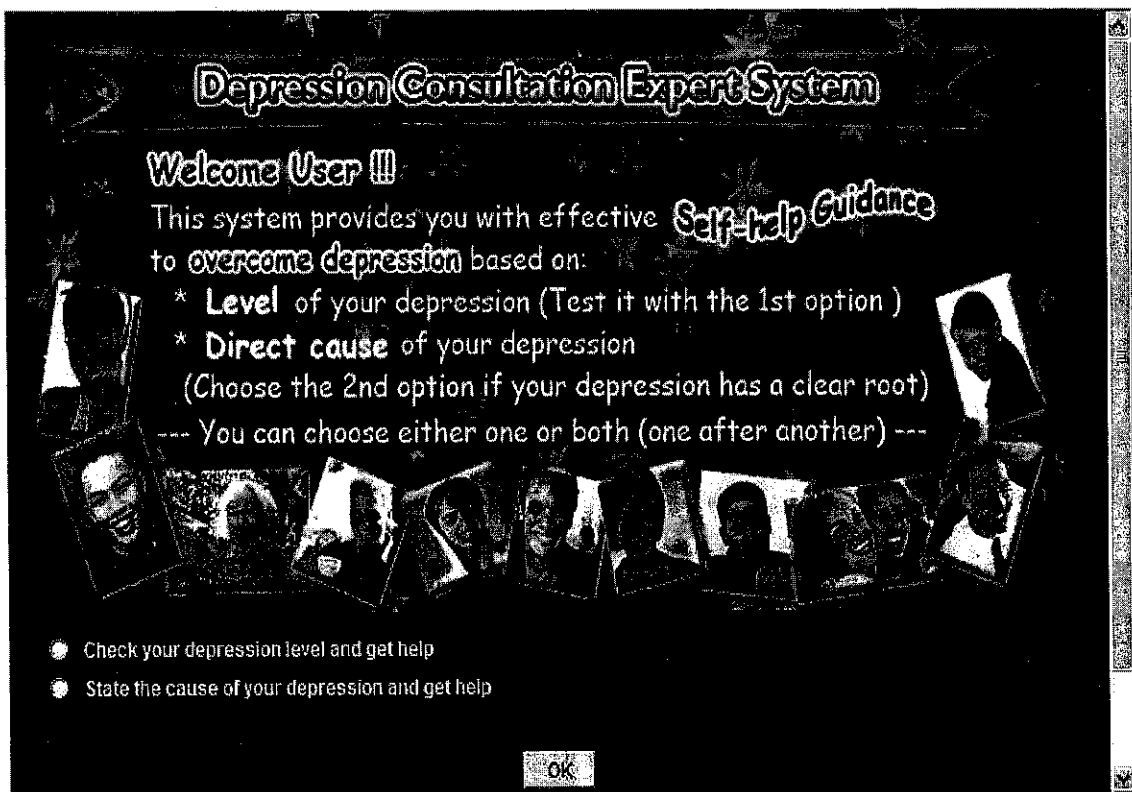 Depression Consultation Expert System
Welcome User !!!
This system provides you with effective Self-help Guidance
to overcome depression based on:
* Level of your depression (Test it with the 1st option )
* Direct cause of your depression
(Choose the 2nd option if your depression has a clear root)
--- You can choose either one or both (one after another) ---
Check your depression level and get help
State the cause of your depression and get help
OK